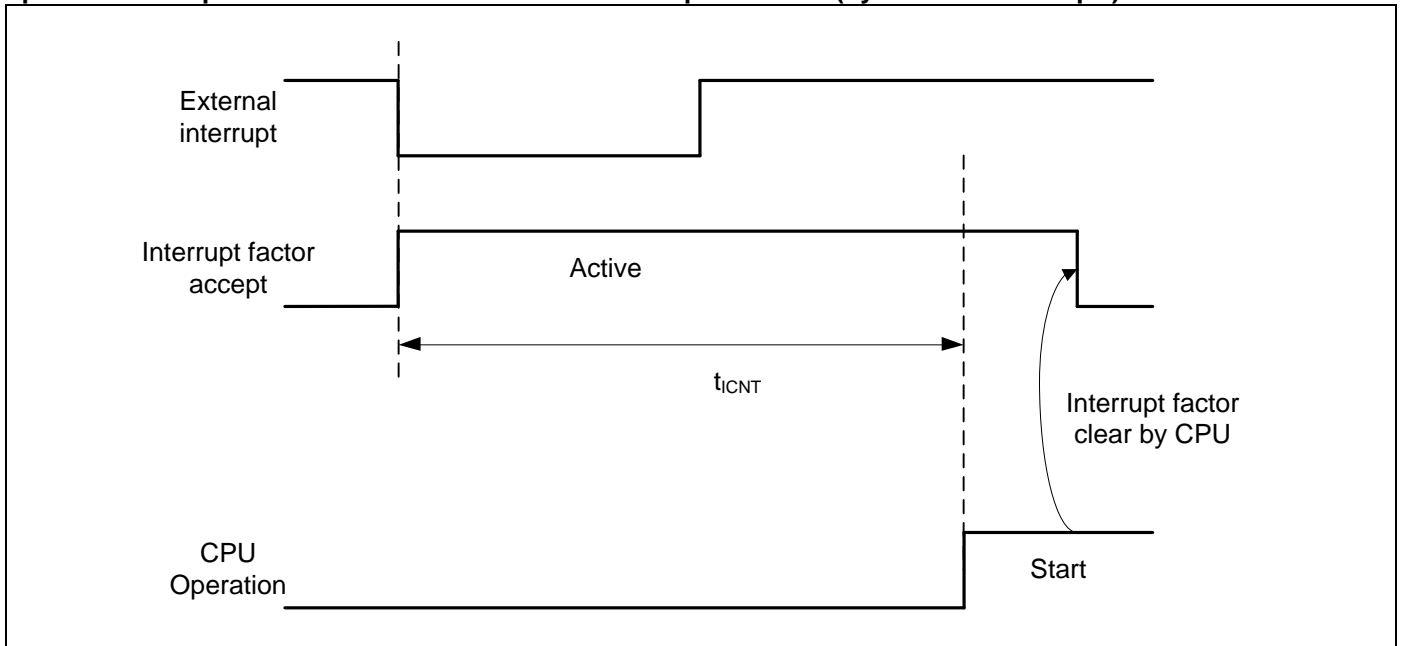 External
interrupt
Interrupt factor
accept
Active
tICNT
Interrupt factor
clear by CPU
CPU
Operation
Start